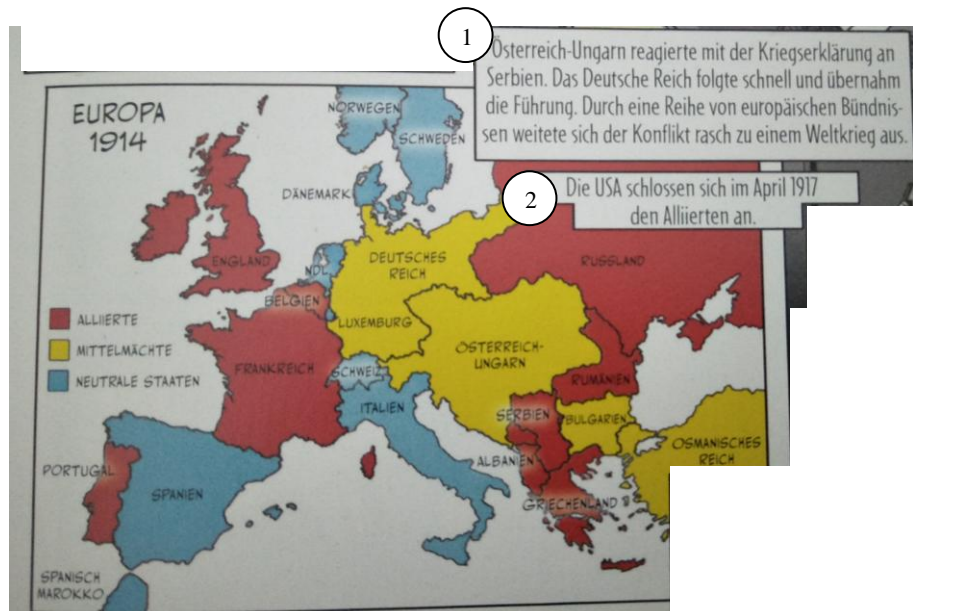 1
Österreich-Ungarn reagierte mit der Kriegserklärung an
Serbien. Das Deutsche Reich folgte schnell und übernahm
die Führung. Durch eine Reihe von europäischen Bündnis-
sen weitete sich der Konflikt rasch zu einem Weltkrieg aus.
2
Die USA schlossen sich im April 1917
den Alliierten an.
EUROPA
1914
NORWEGEN
SCHWEDEN
DÄNEMARK
ENGLAND
NDL.
DEUTSCHES
REICH
RUSSLAND
BELGIEN
LUXEMBURG
ALLIIERTE
MITTELMÄCHTE
NEUTRALE STAATEN
FRANKREICH
SCHWEIZ
ÖSTERREICH-
UNGARN
ITALIEN
RUMÄNIEN
SERBIEN
BULGARIEN
ALBANIEN
OSMANISCHES
REICH
GRIECHENLAND
PORTUGAL
SPANIEN
SPANISCH
MAROKKO